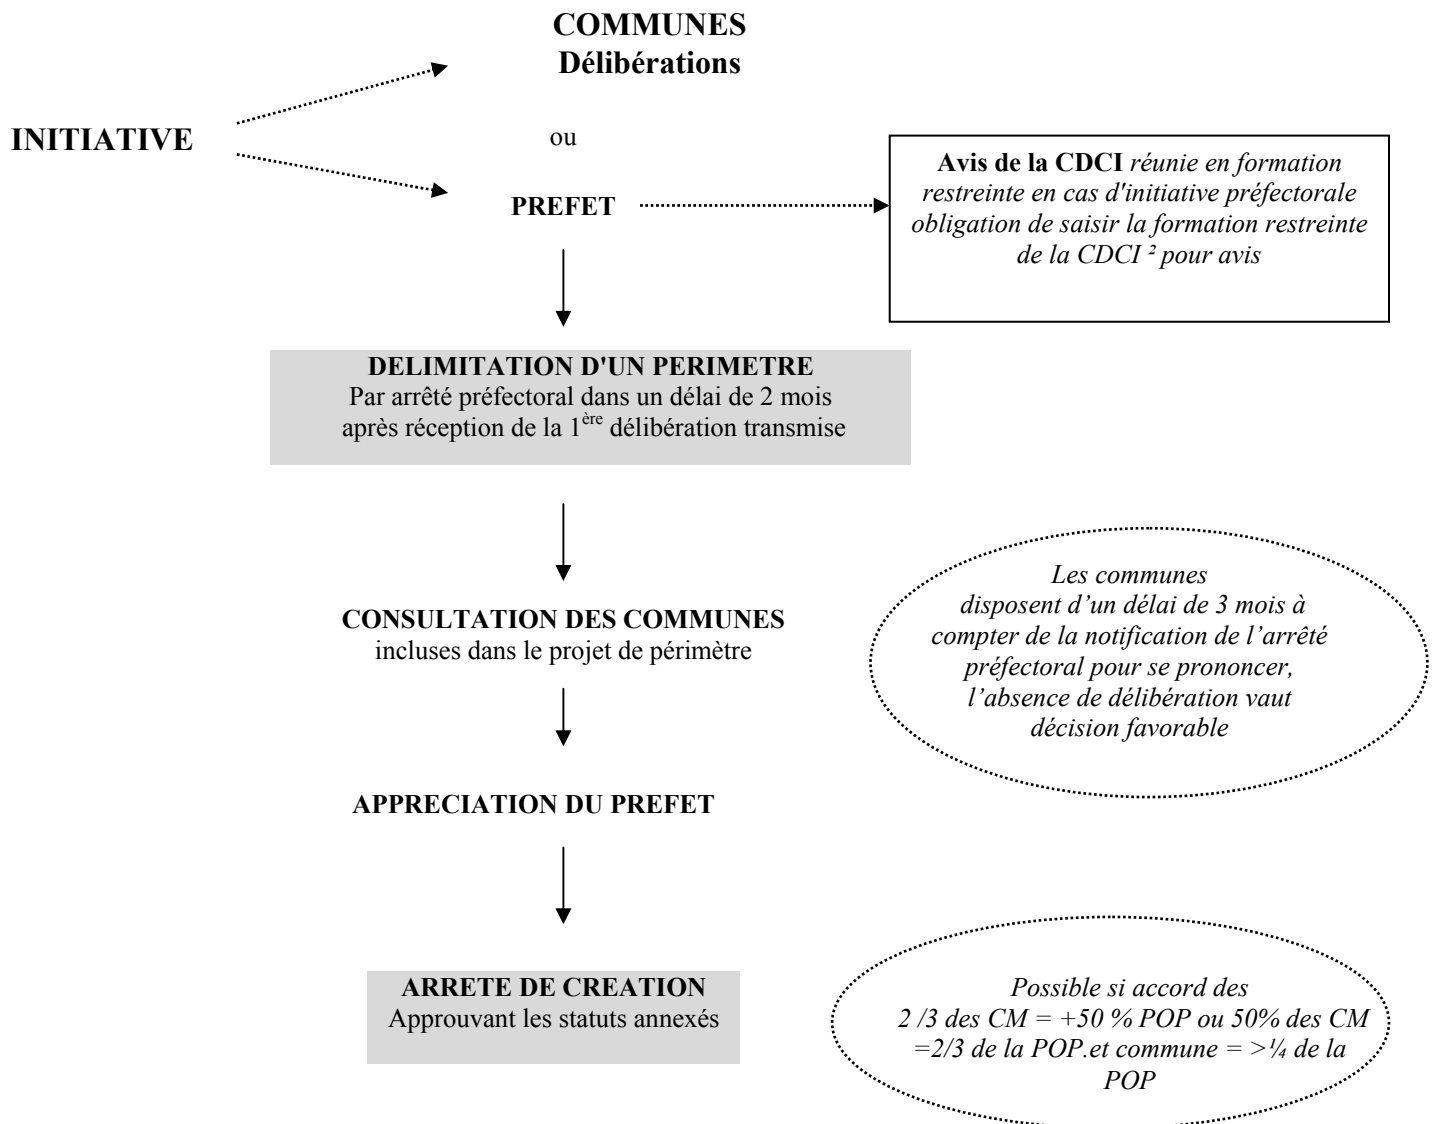 COMMUNES
Délibérations
INITIATIVE
ou
PREFET
Avis de la CDCI réunie en formation
restreinte en cas d'initiative préfectorale
obligation de saisir la formation restreinte
de la CDCI ² pour avis
DELIMITATION D'UN PERIMETRE
Par arrêté préfectoral dans un délai de 2 mois
après réception de la 1ère délibération transmise
CONSULTATION DES COMMUNES
incluses dans le projet de périmètre
Les communes
disposent d’un délai de 3 mois à
compter de la notification de l’arrêté
préfectoral pour se prononcer,
l’absence de délibération vaut
décision favorable
APPRECIATION DU PREFET
ARRETE DE CREATION
Approuvant les statuts annexés
Possible si accord des
2 /3 des CM = +50 % POP ou 50% des CM
=2/3 de la POP.et commune = >¼ de la
POP